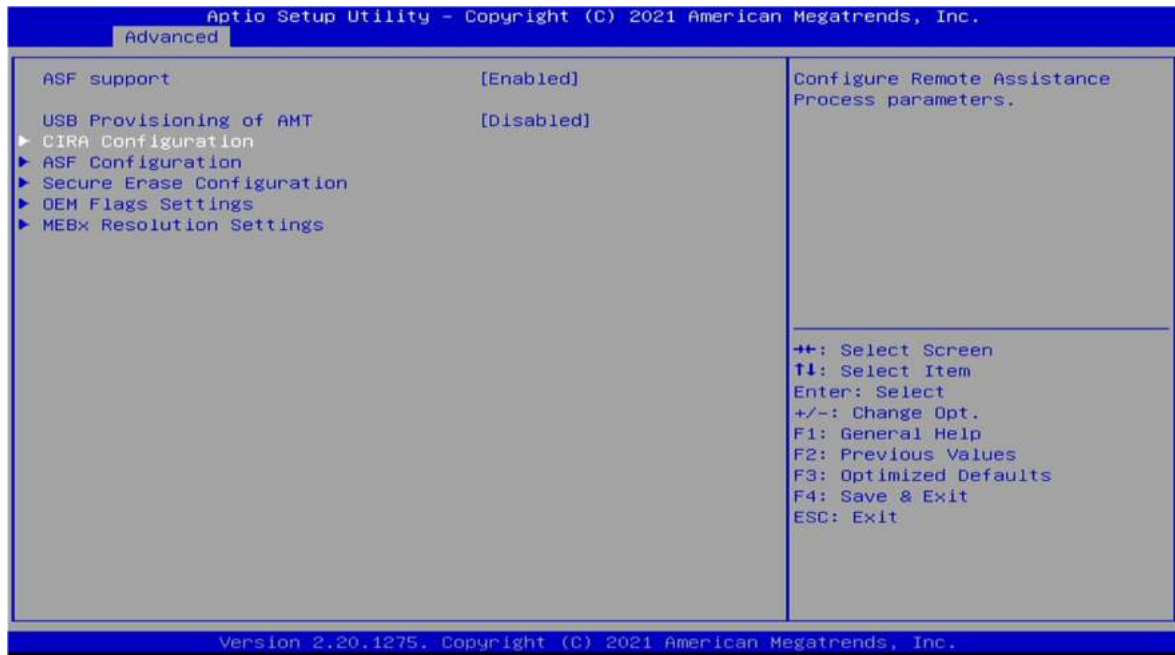 Aptio Setup Utility – Copyright (C) 2021 American Megatrends, Inc.
Advanced
ASF support [Enabled]
USB Provisioning of AMT [Disabled]
► CIRA Configuration
► ASF Configuration
► Secure Erase Configuration
► OEM Flags Settings
► MEBx Resolution Settings
Configure Remote Assistance
Process parameters.
→←: Select Screen
↑↓: Select Item
Enter: Select
+/-: Change Opt.
F1: General Help
F2: Previous Values
F3: Optimized Defaults
F4: Save & Exit
ESC: Exit
Version 2.20.1275. Copyright (C) 2021 American Megatrends, Inc.